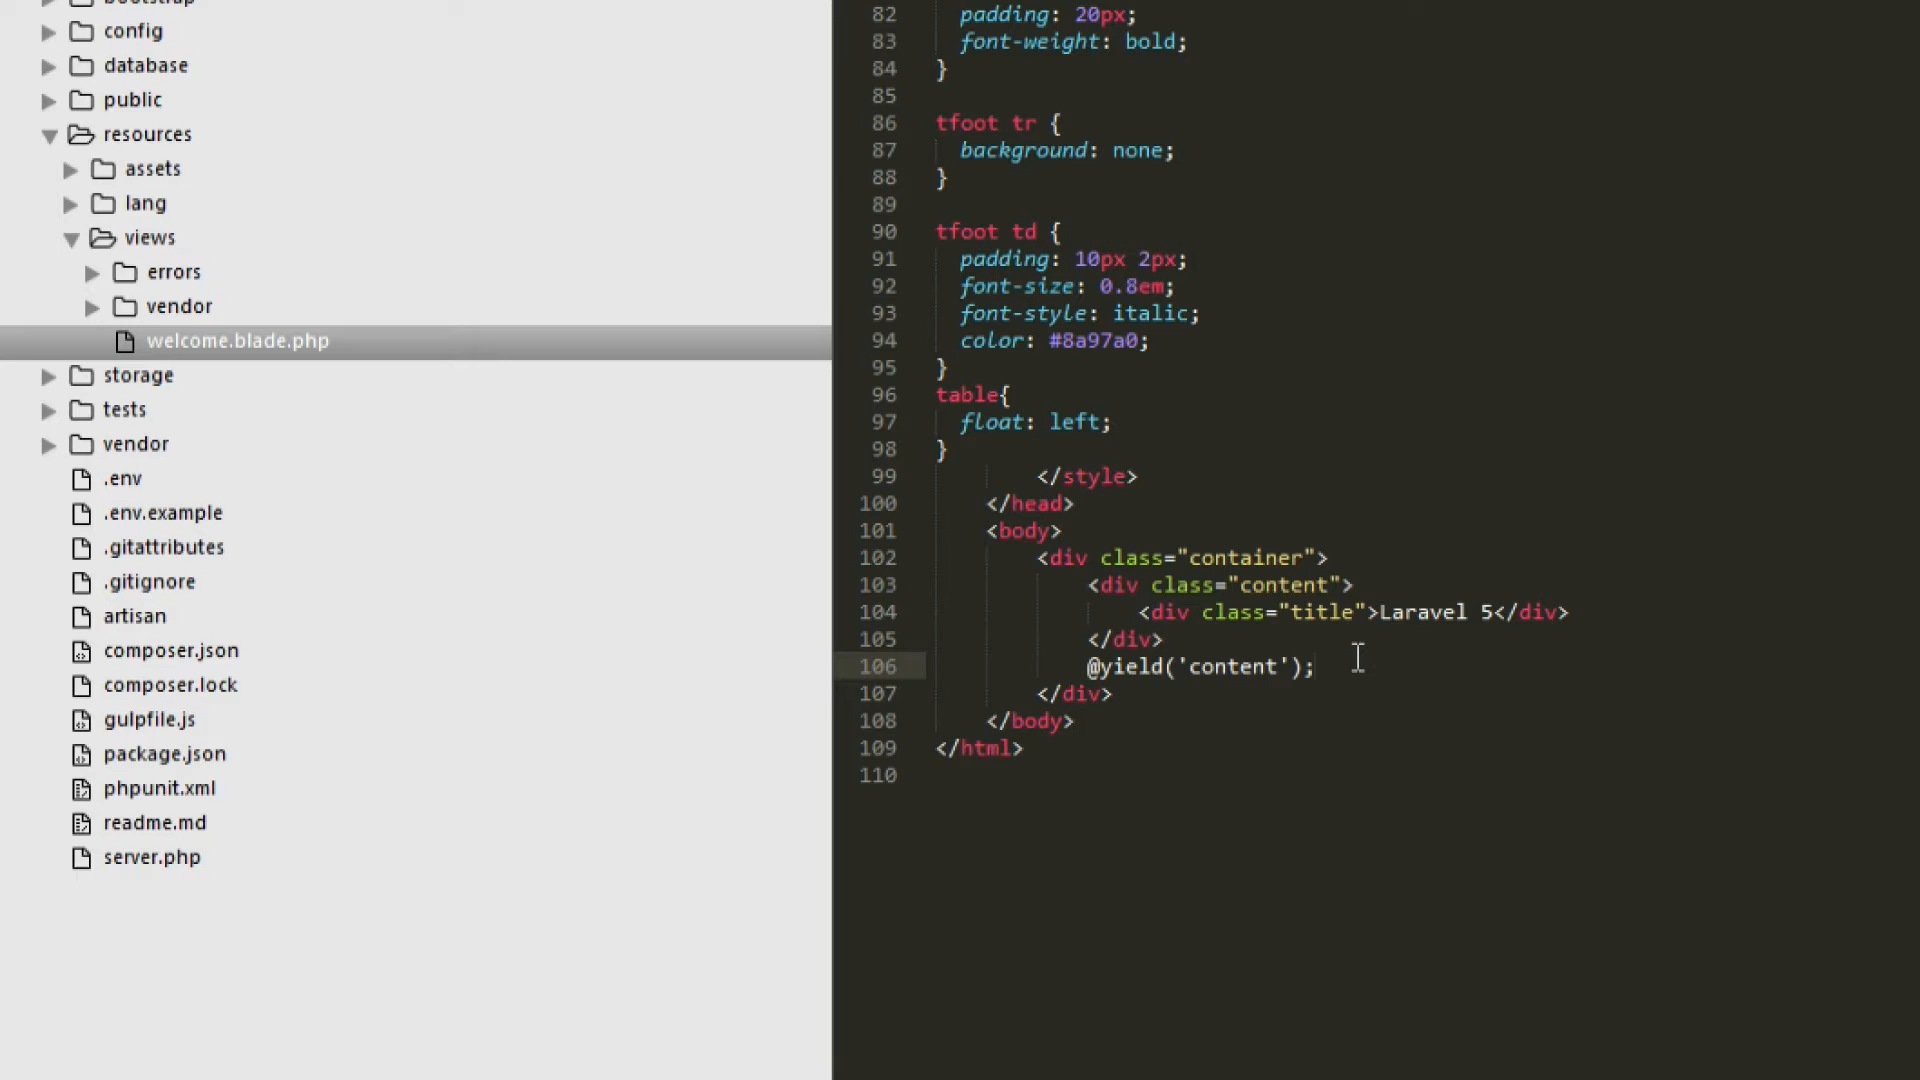 bootstrap
config
database
public
resources
assets
lang
views
errors
vendor
welcome.blade.php
storage
tests
vendor
.env
.env.example
.gitattributes
.gitignore
artisan
composer.json
composer.lock
gulpfile.js
package.json
phpunit.xml
readme.md
server.php
82 padding: 20px;
83 font-weight: bold;
84 }
85
86 tfoot tr {
87 background: none;
88 }
89
90 tfoot td {
91 padding: 10px 2px;
92 font-size: 0.8em;
93 font-style: italic;
94 color: #8a97a0;
95 }
96 table{
97 float: left;
98 }
99 </style>
100 </head>
101 <body>
102 <div class="container">
103 <div class="content">
104 <div class="title">Laravel 5</div>
105 </div>
106 @yield('content');
107 </div>
108 </body>
109 </html>
110